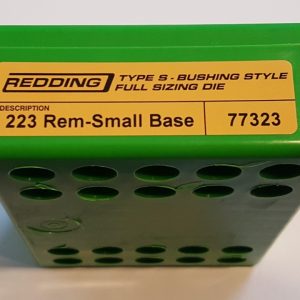 REDDING
TYPE S - BUSHING STYLE
FULL SIZING DIE
DESCRIPTION
223 Rem-Small Base
77323